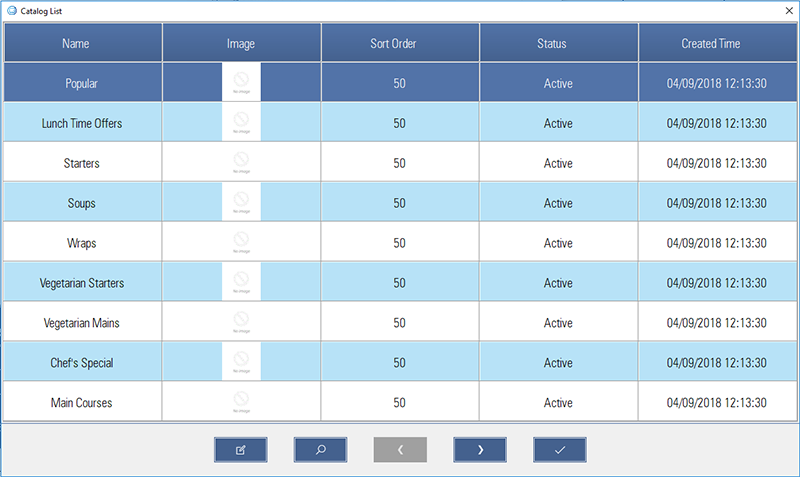 Catalog List
Name Image Sort Order Status Created Time
Popular No image 50 Active 04/09/2018 12:13:30
Lunch Time Offers No image 50 Active 04/09/2018 12:13:30
Starters No image 50 Active 04/09/2018 12:13:30
Soups No image 50 Active 04/09/2018 12:13:30
Wraps No image 50 Active 04/09/2018 12:13:30
Vegetarian Starters No image 50 Active 04/09/2018 12:13:30
Vegetarian Mains No image 50 Active 04/09/2018 12:13:30
Chef's Special No image 50 Active 04/09/2018 12:13:30
Main Courses No image 50 Active 04/09/2018 12:13:30